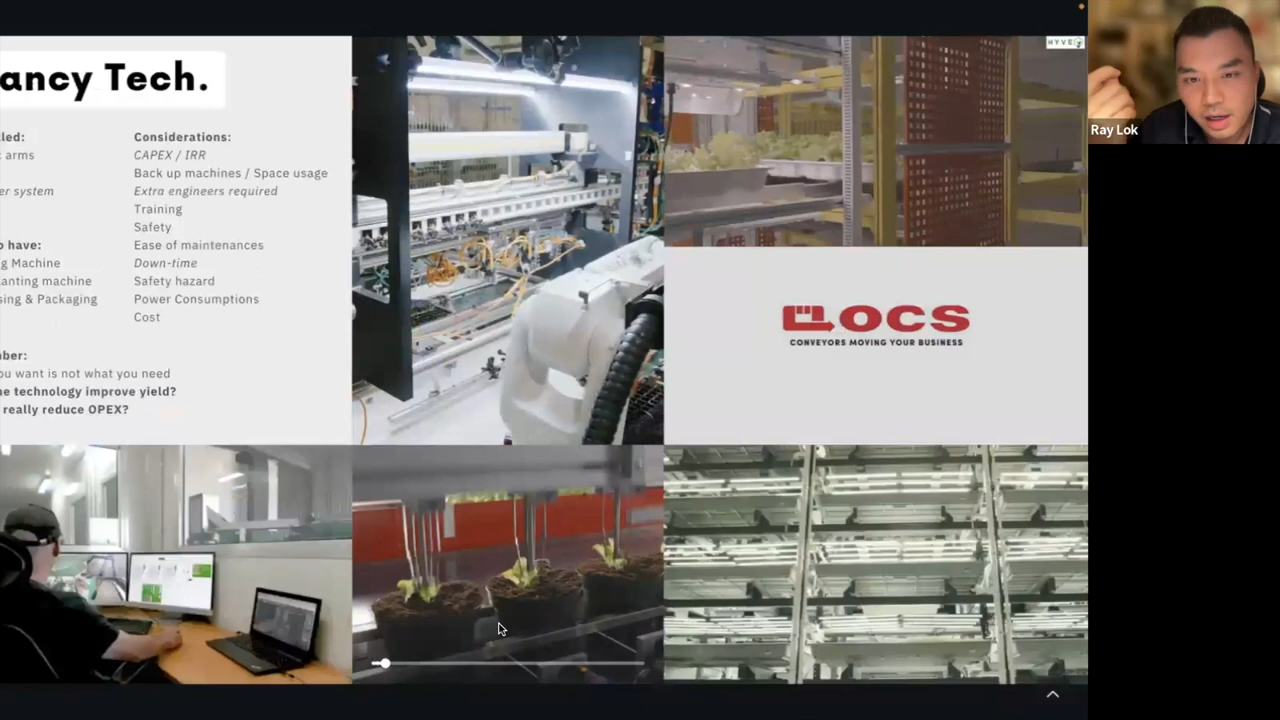 ancy Tech.
led:
arms
er system
o have:
g Machine
anting machine
sing & Packaging
Considerations:
CAPEX / IRR
Back up machines / Space usage
Extra engineers required
Training
Safety
Ease of maintenances
Down-time
Safety hazard
Power Consumptions
Cost
ber:
ou want is not what you need
e technology improve yield?
really reduce OPEX?
HYVE
OCS
CONVEYORS MOVING YOUR BUSINESS
Ray Lok